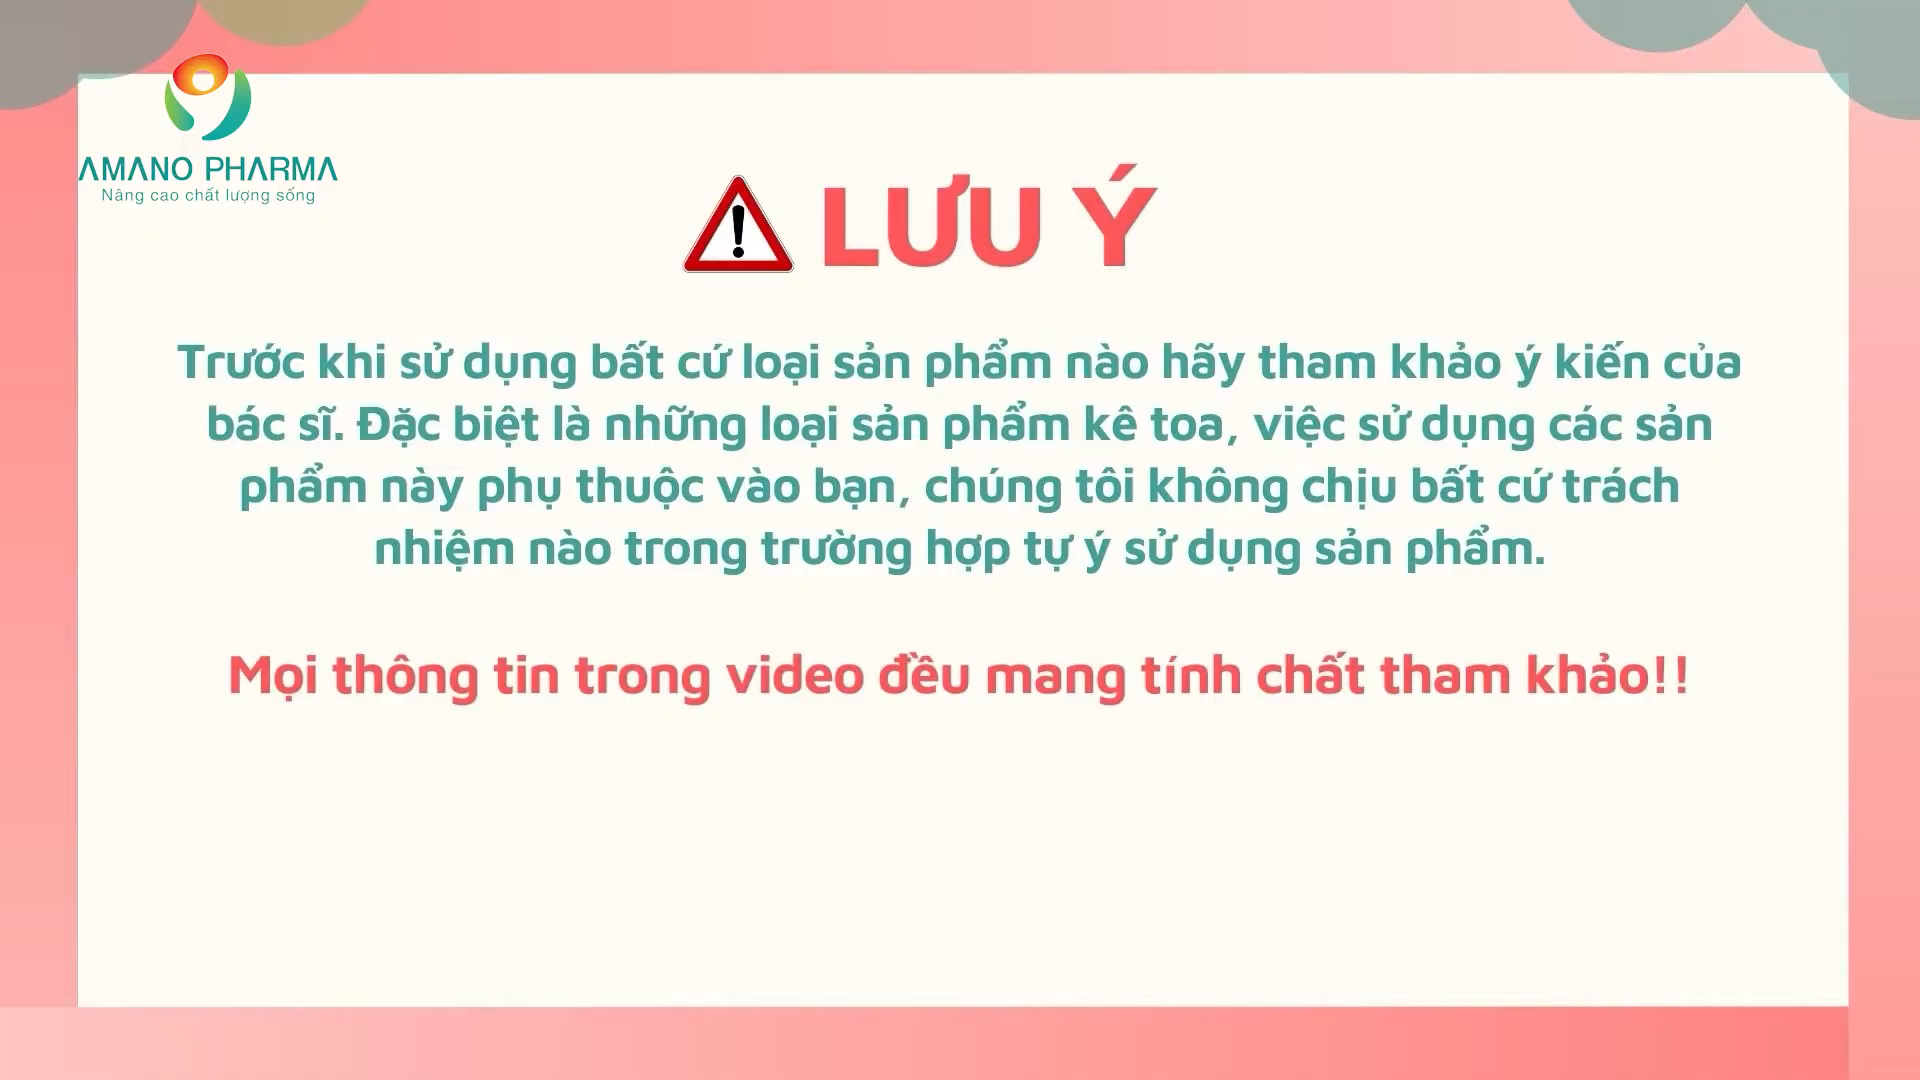 AMANO PHARMA
Nâng cao chất lượng sống
LƯU Ý
Trước khi sử dụng bất cứ loại sản phẩm nào hãy tham khảo ý kiến của
bác sĩ. Đặc biệt là những loại sản phẩm kê toa, việc sử dụng các sản
phẩm này phụ thuộc vào bạn, chúng tôi không chịu bất cứ trách
nhiệm nào trong trường hợp tự ý sử dụng sản phẩm.
Mọi thông tin trong video đều mang tính chất tham khảo!!